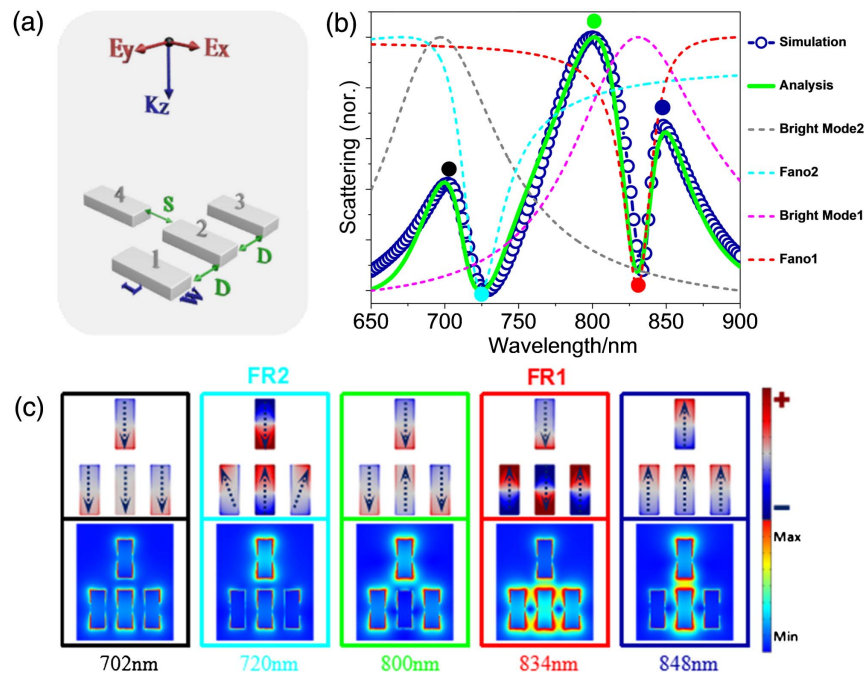 (a)
Ey Ex
Kz
4 S 3
2
1 D
D
L W
(b)
Scattering (nor.)
650 700 750 800 850 900
Wavelength/nm
Simulation
Analysis
Bright Mode2
Fano2
Bright Mode1
Fano1
(c)
FR2 FR1
+
−
Max
Min
702nm 720nm 800nm 834nm 848nm